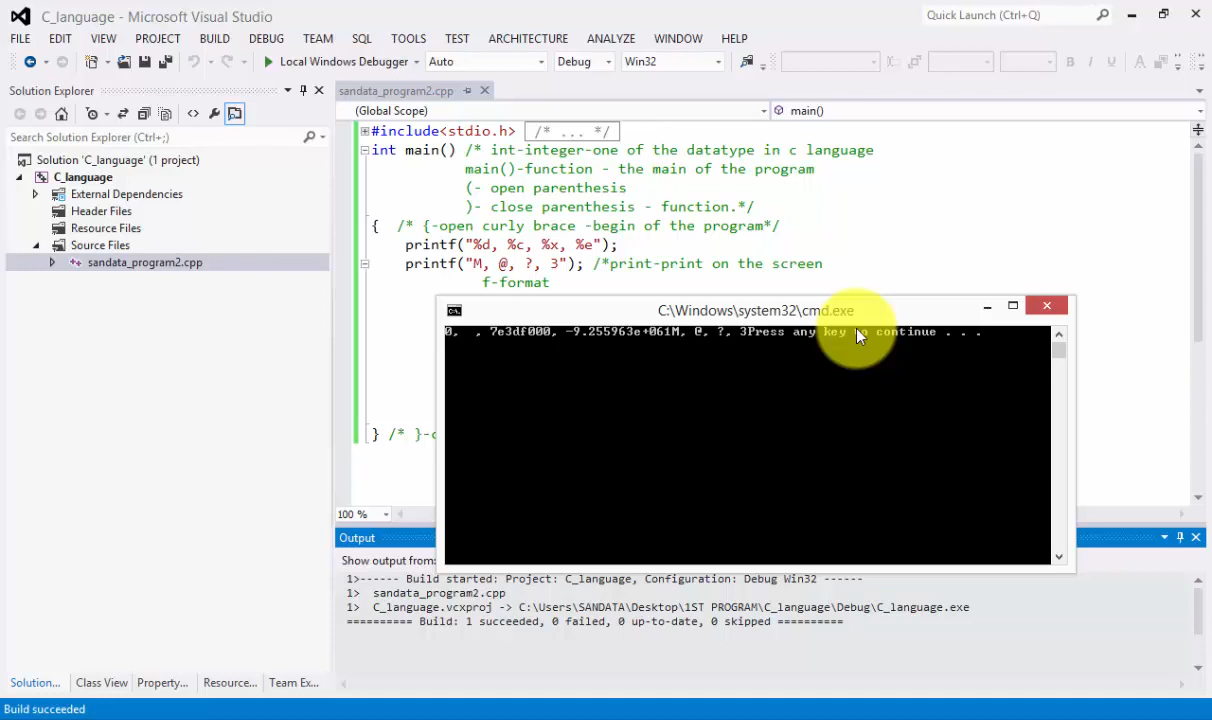 C_language - Microsoft Visual Studio
Quick Launch (Ctrl+Q)
FILE EDIT VIEW PROJECT BUILD DEBUG TEAM SQL TOOLS TEST ARCHITECTURE ANALYZE WINDOW HELP
Local Windows Debugger Auto Debug Win32
Solution Explorer
sandata_program2.cpp
(Global Scope) main()
Search Solution Explorer (Ctrl+;)
Solution 'C_language' (1 project)
C_language
External Dependencies
Header Files
Resource Files
Source Files
sandata_program2.cpp
#include<stdio.h> /* ... */
int main() /* int-integer-one of the datatype in c language
main()-function - the main of the program
(- open parenthesis
)- close parenthesis - function.*/
{ /* {-open curly brace -begin of the program*/
printf("%d, %c, %x, %e");
printf("M, @, ?, 3"); /*print-print on the screen
f-format
} /* }-c
C:\Windows\system32\cmd.exe
0, , 7e3df000, -9.255963e+061M, @, ?, 3Press any key to continue . . .
100 %
Output
Show output from:
1>------ Build started: Project: C_language, Configuration: Debug Win32 ------
1> sandata_program2.cpp
1> C_language.vcxproj -> C:\Users\SANDATA\Desktop\1ST PROGRAM\C_language\Debug\C_language.exe
========== Build: 1 succeeded, 0 failed, 0 up-to-date, 0 skipped ==========
Solution... Class View Property... Resource... Team Ex...
Build succeeded